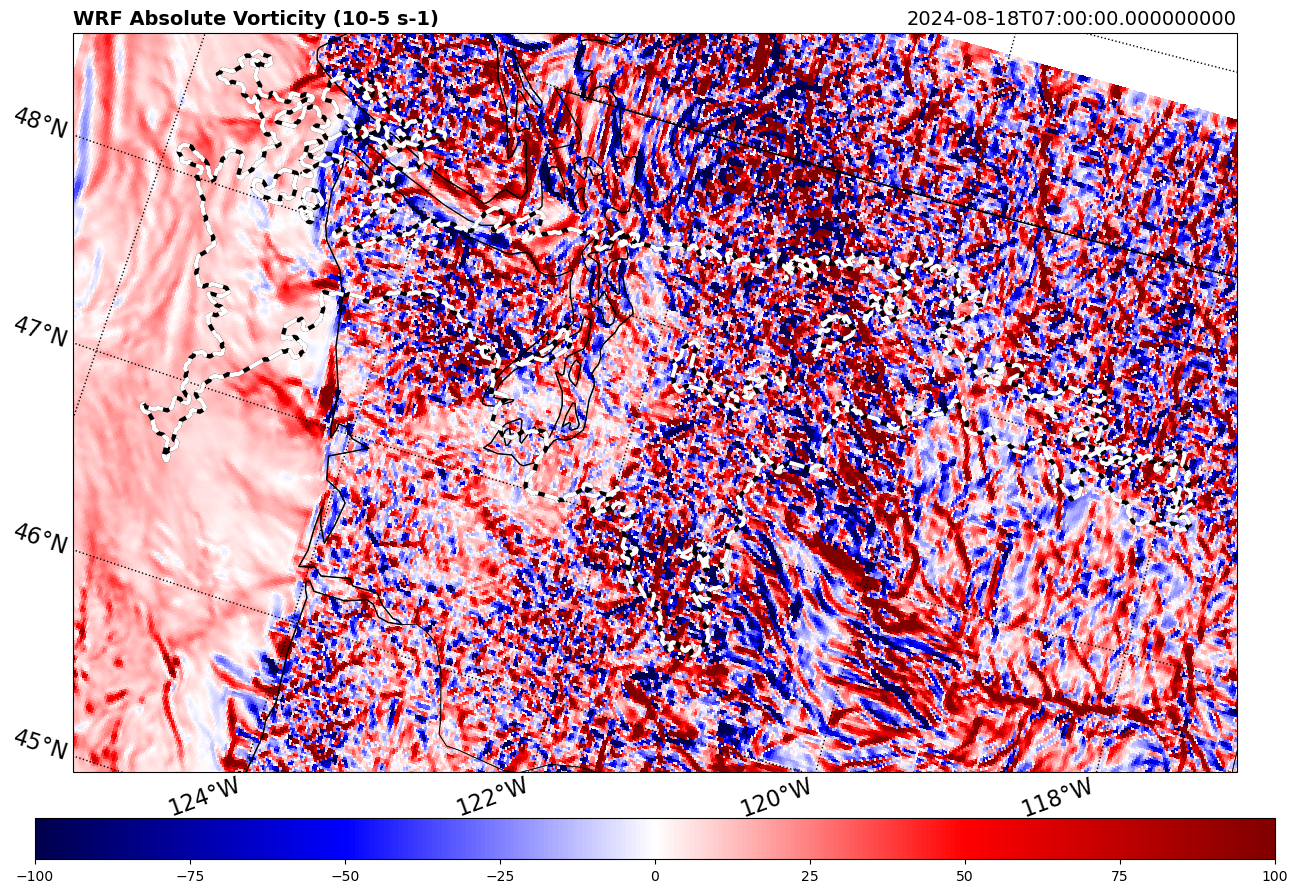 WRF Absolute Vorticity (10-5 s-1)
2024-08-18T07:00:00.000000000
48°N
47°N
46°N
45°N
124°W
122°W
120°W
118°W
−100
−75
−50
−25
0
25
50
75
100